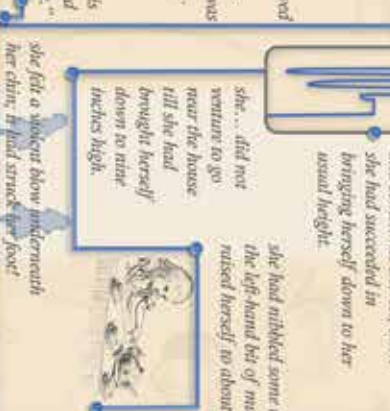 she had succeeded in
bringing herself down to her
usual height.
she had nibbled some
the left-hand bit of
raised herself to about
she... did not
venture to go
near the house
till she had
brought herself
down to nine
inches high.
was
she felt a violent blow underneath
her chin; it had struck her foot!